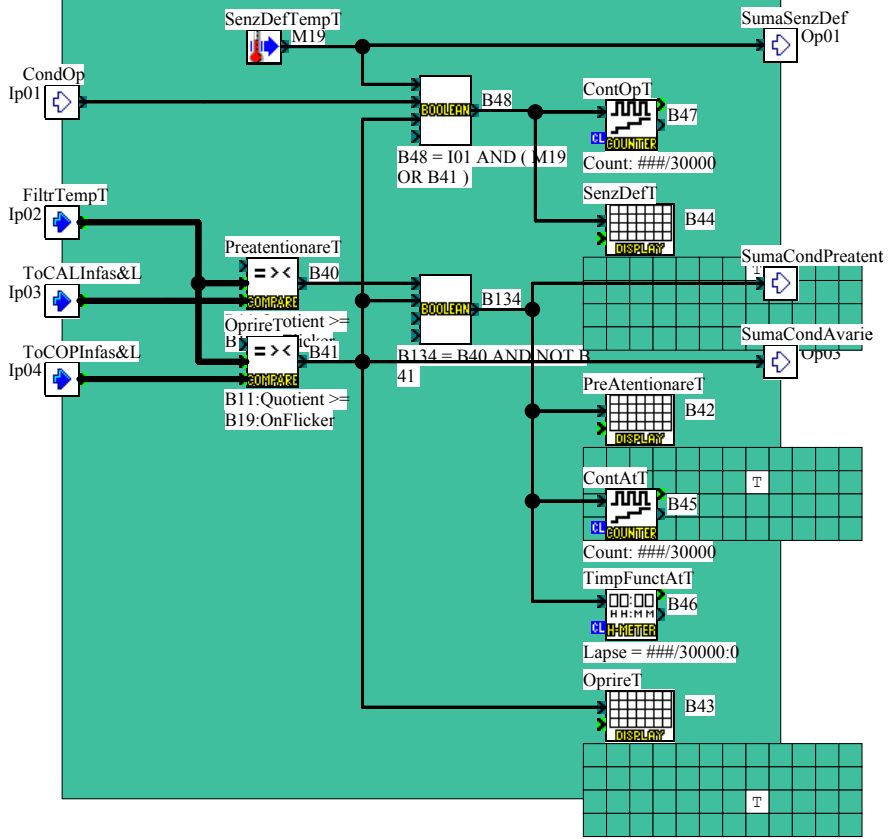 SenzDefTempT
M19
SumaSenzDef
Op01
CondOp
Ip01
BOOLEAN
B48
B48 = I01 AND ( M19
OR B41 )
ContOpT
B47
CL
COUNTER
Count: ###/30000
SenzDefT
B44
DISPLAY
FiltrTempT
Ip02
PreatentionareT
= > <
B40
COMPARE
ToCALInfas&L
Ip03
BOOLEAN
B134
B134 = B40 AND NOT B
41
SumaCondPreatent
T
OprireT
= > <
B41
COMPARE
B11:Quotient >=
B19:OnFlicker
ToCOPInfas&L
Ip04
SumaCondAvarie
Op03
PreAtentionareT
B42
DISPLAY
T
ContAtT
B45
CL
COUNTER
Count: ###/30000
TimpFunctAtT
HH:MM
B46
CL
H-METER
Lapse = ###/30000:0
OprireT
B43
DISPLAY
T